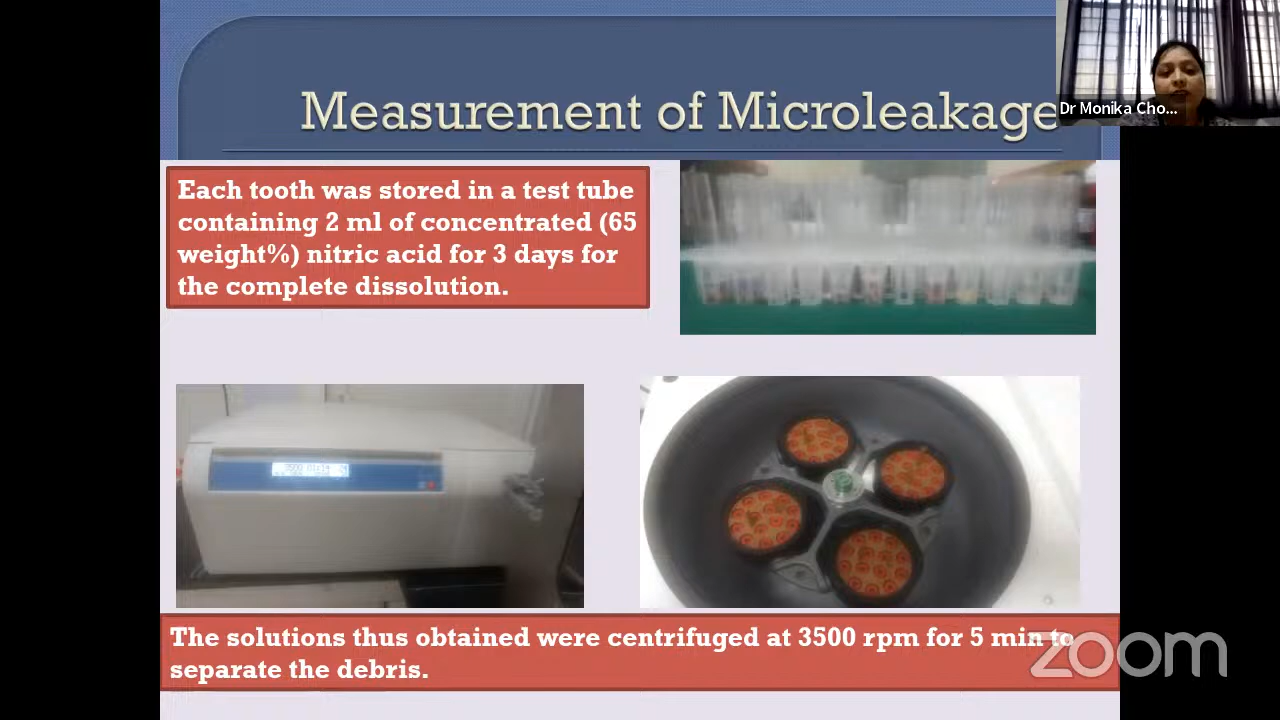 Measurement of Microleakage
Dr Monika Cho...
Each tooth was stored in a test tube
containing 2 ml of concentrated (65
weight%) nitric acid for 3 days for
the complete dissolution.
3500
The solutions thus obtained were centrifuged at 3500 rpm for 5 min to
separate the debris.
zoom